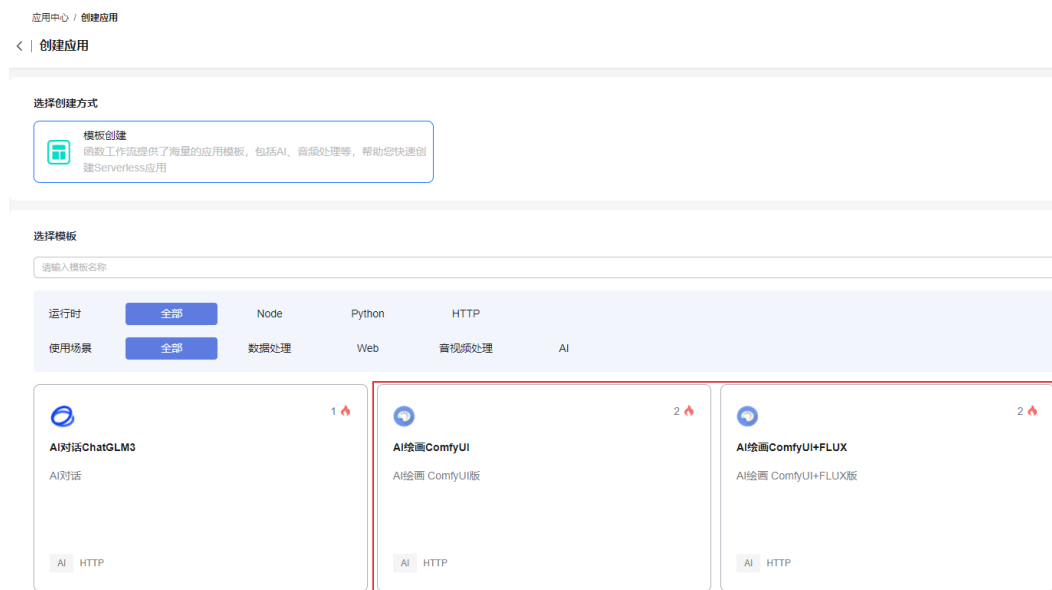 应用中心 / 创建应用
创建应用
选择创建方式
模板创建
函数工作流提供了海量的应用模板，包括AI、音频处理等，帮助您快速创
建Serverless应用
选择模板
请输入模板名称
运行时 全部 Node Python HTTP
使用场景 全部 数据处理 Web 音视频处理 AI
1 2 2
AI对话ChatGLM3 AI绘画ComfyUI AI绘画ComfyUI+FLUX
AI对话 AI绘画 ComfyUI版 AI绘画 ComfyUI+FLUX版
AI HTTP AI HTTP AI HTTP